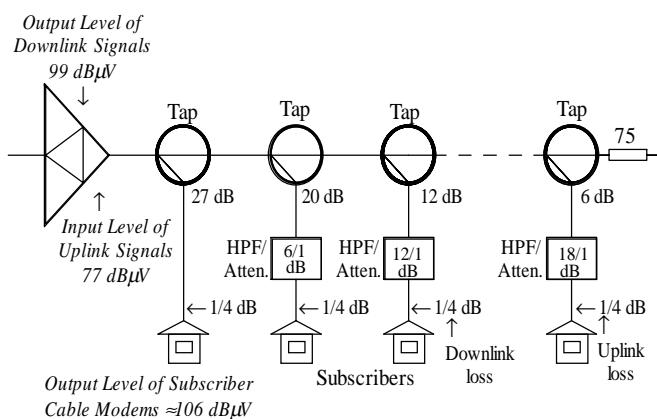 Output Level of
Downlink Signals
99 dBµV
Tap
Tap
Tap
Tap
75
27 dB
20 dB
12 dB
6 dB
Input Level of
Uplink Signals
77 dBµV
HPF/
Atten.
6/1
dB
HPF/
Atten.
12/1
dB
HPF/
Atten.
18/1
dB
← 1/4 dB
← 1/4 dB
← 1/4 dB
← 1/4 dB
Downlink
loss
Uplink
loss
Subscribers
Output Level of Subscriber
Cable Modems ≈106 dBµV